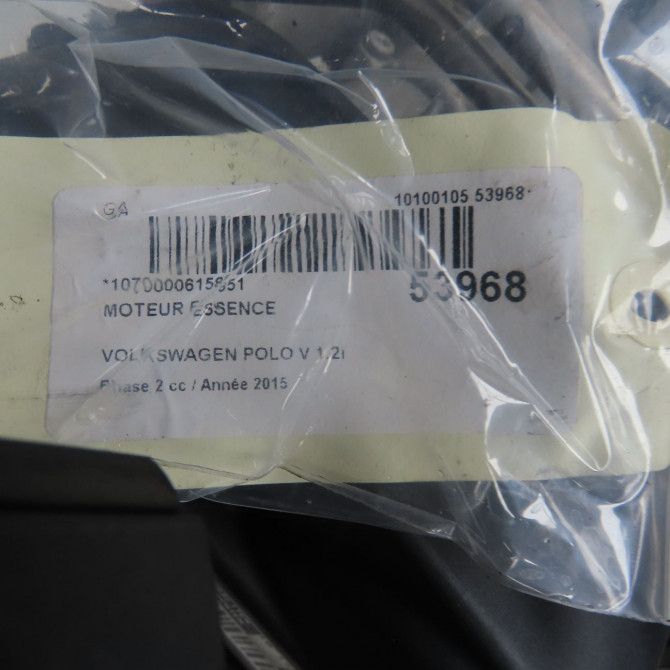 GA
10100105 53968
*1070000615851
53968
MOTEUR ESSENCE
VOLKSWAGEN POLO V 1.2i
Phase 2 cc / Année 2015